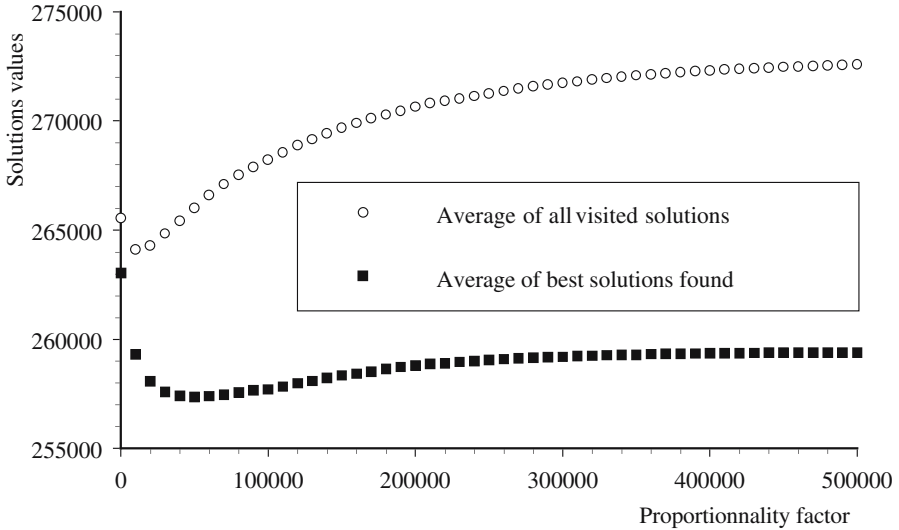 275000
270000
265000
260000
255000
Solutions values
Average of all visited solutions
Average of best solutions found
0 100000 200000 300000 400000 500000
Proportionnality factor